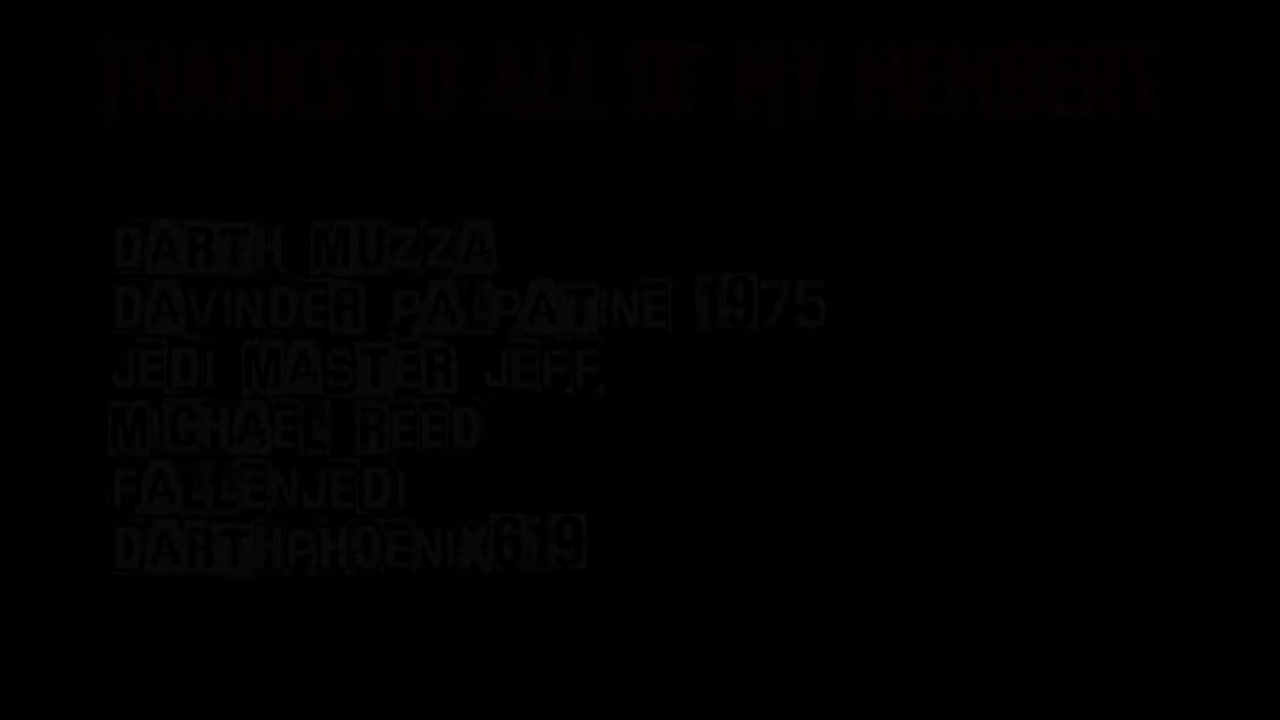 THANKS TO ALL OF MY MEMBERS
DARTH MUZZA
DAVINDER PALPATINE 1975
JEDI MASTER JEFF,
MICHAEL REED
FALLENJEDI
DARTHPHOENIX619